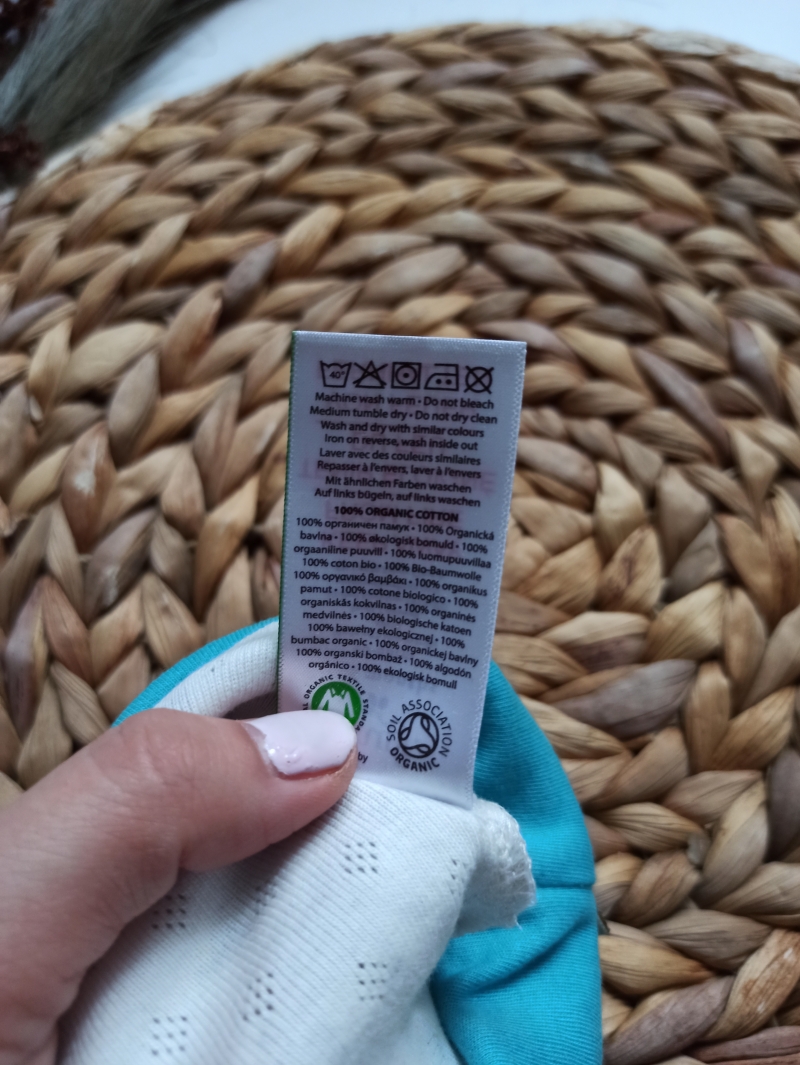 40°
Machine wash warm • Do not bleach
Medium tumble dry • Do not dry clean
Wash and dry with similar colours
Iron on reverse, wash inside out
Laver avec des couleurs similaires
Repasser à l'envers, laver à l'envers
Mit ähnlichen Farben waschen
Auf links bügeln, auf links waschen
100% ORGANIC COTTON
100% органичен памук • 100% Organická
bavlna • 100% økologisk bomuld • 100%
orgaaniline puuvill • 100% luomupuuvillaa
100% coton bio • 100% Bio-Baumwolle
100% οργανικό βαμβάκι • 100% organikus
pamut • 100% cotone biologico • 100%
organiskās kokvilnas • 100% organinės
medvilnės • 100% biologische katoen
100% bawełny ekologicznej • 100%
bumbac organic • 100% organickej bavlny
100% organski bombaž • 100% algodón
orgánico • 100% ekologisk bomull
ORGANIC TEXTILE
SOIL ASSOCIATION
ORGANIC